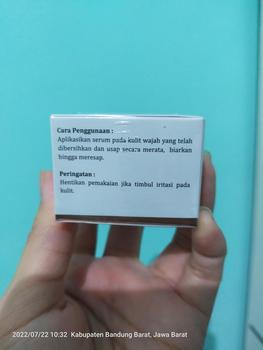 Cara Penggunaan :
Aplikasikan serum pada kulit wajah yang telah
dibersihkan dan usap secara merata, biarkan
hingga meresap.
Peringatan :
Hentikan pemakaian jika timbul iritasi pada
kulit.
2022/07/22 10:32 Kabupaten Bandung Barat, Jawa Barat